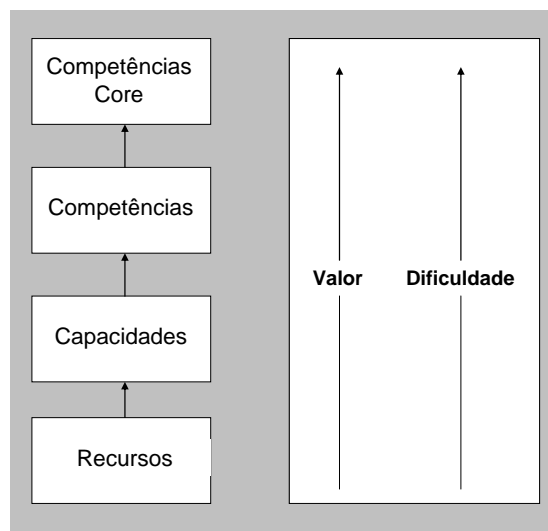 Competências
Core
Competências
Valor Dificuldade
Capacidades
Recursos